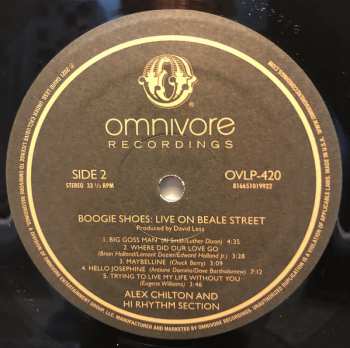 omnivore
RECORDINGS
SIDE 2
STEREO 33 ⅓ RPM
OVLP-420
816651019922
BOOGIE SHOES: LIVE ON BEALE STREET
Produced by David Less
1. BIG GOSS MAN (Al Smith/Luther Dixon) 4:35
2. WHERE DID OUR LOVE GO
(Brian Holland/Lamont Dozier/Edward Holland Jr.) 3:28
3. MAYBELLINE (Chuck Berry) 3:09
4. HELLO JOSEPHINE (Antoine Domino/Dave Bartholomew) 5:12
5. TRYING TO LIVE MY LIFE WITHOUT YOU
(Eugene Williams) 3:46
ALEX CHILTON AND
HI RHYTHM SECTION